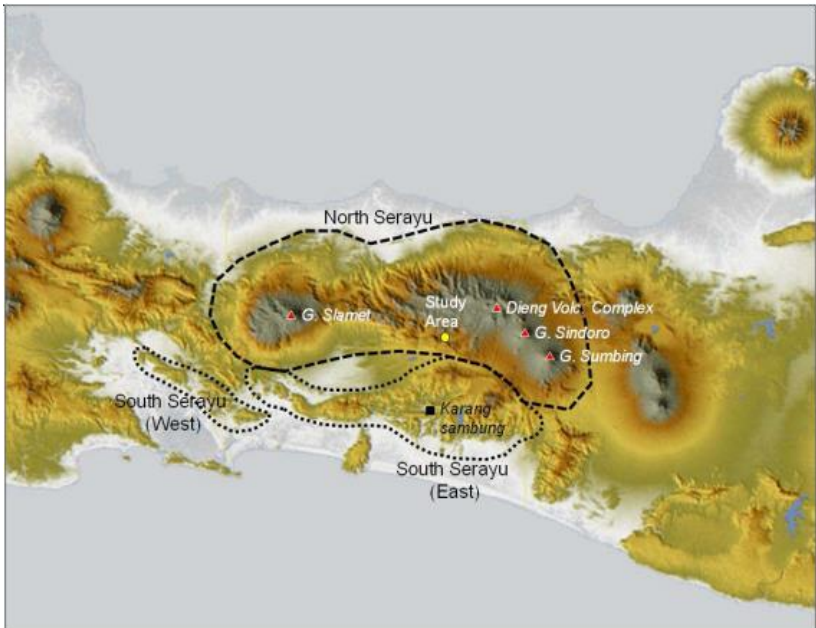 North Serayu
Study
Area
Dieng Volc. Complex
G. Slamet
G. Sindoro
G. Sumbing
South Serayu
(West)
Karang
sambung
South Serayu
(East)